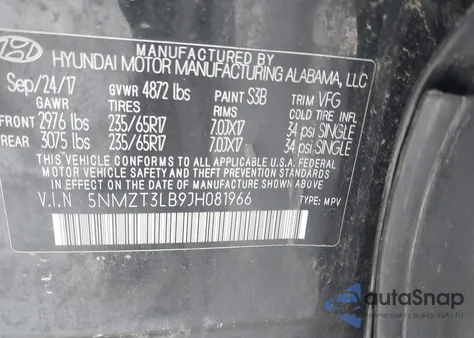 MANUFACTURED BY
HYUNDAI MOTOR MANUFACTURING ALABAMA, LLC
Sep/24/17 GVWR 4872 lbs PAINT S3B TRIM VFG
GAWR TIRES RIMS COLD TIRE INFL
FRONT 2976 lbs 235/65R17 7.0JX17 34 psi SINGLE
REAR 3075 lbs 235/65R17 7.0JX17 34 psi SINGLE
THIS VEHICLE CONFORMS TO ALL APPLICABLE U.S.A. FEDERAL
MOTOR VEHICLE SAFETY AND THEFT PREVENTION STANDARDS IN
EFFECT ON THE DATE OF MANUFACTURE SHOWN ABOVE
V.I.N 5NMZT3LB9JH081966 TYPE: MPV
autoSnap